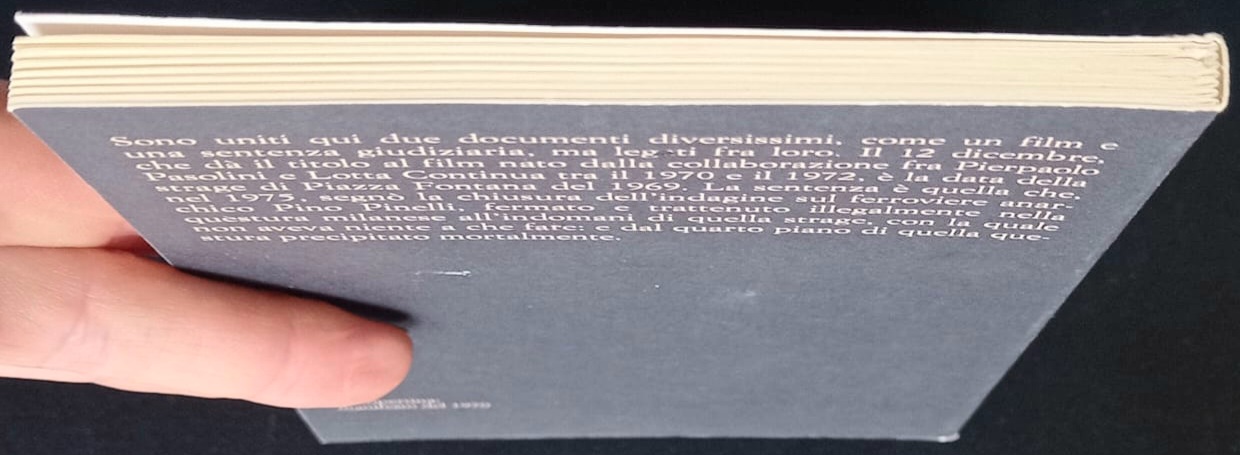 Sono uniti qui due documenti diversissimi, come un film e
una sentenza giudiziaria, ma leg ti fra loro. Il 12 dicembre,
che dà il titolo al film nato dalla collaborazione fra Pierpaolo
Pasolini e Lotta Continua tra il 1970 e il 1972, è la data della
strage di Piazza Fontana del 1969. La sentenza è quella che,
nel 1975, segnò la chiusura dell'indagine sul ferroviere anar-
chico Pino Pinelli, fermato e trattenuto illegalmente nella
questura milanese all'indomani di quella strage, con la quale
non aveva niente a che fare: e dal quarto piano di quella que-
stura precipitato mortalmente.
del 1970